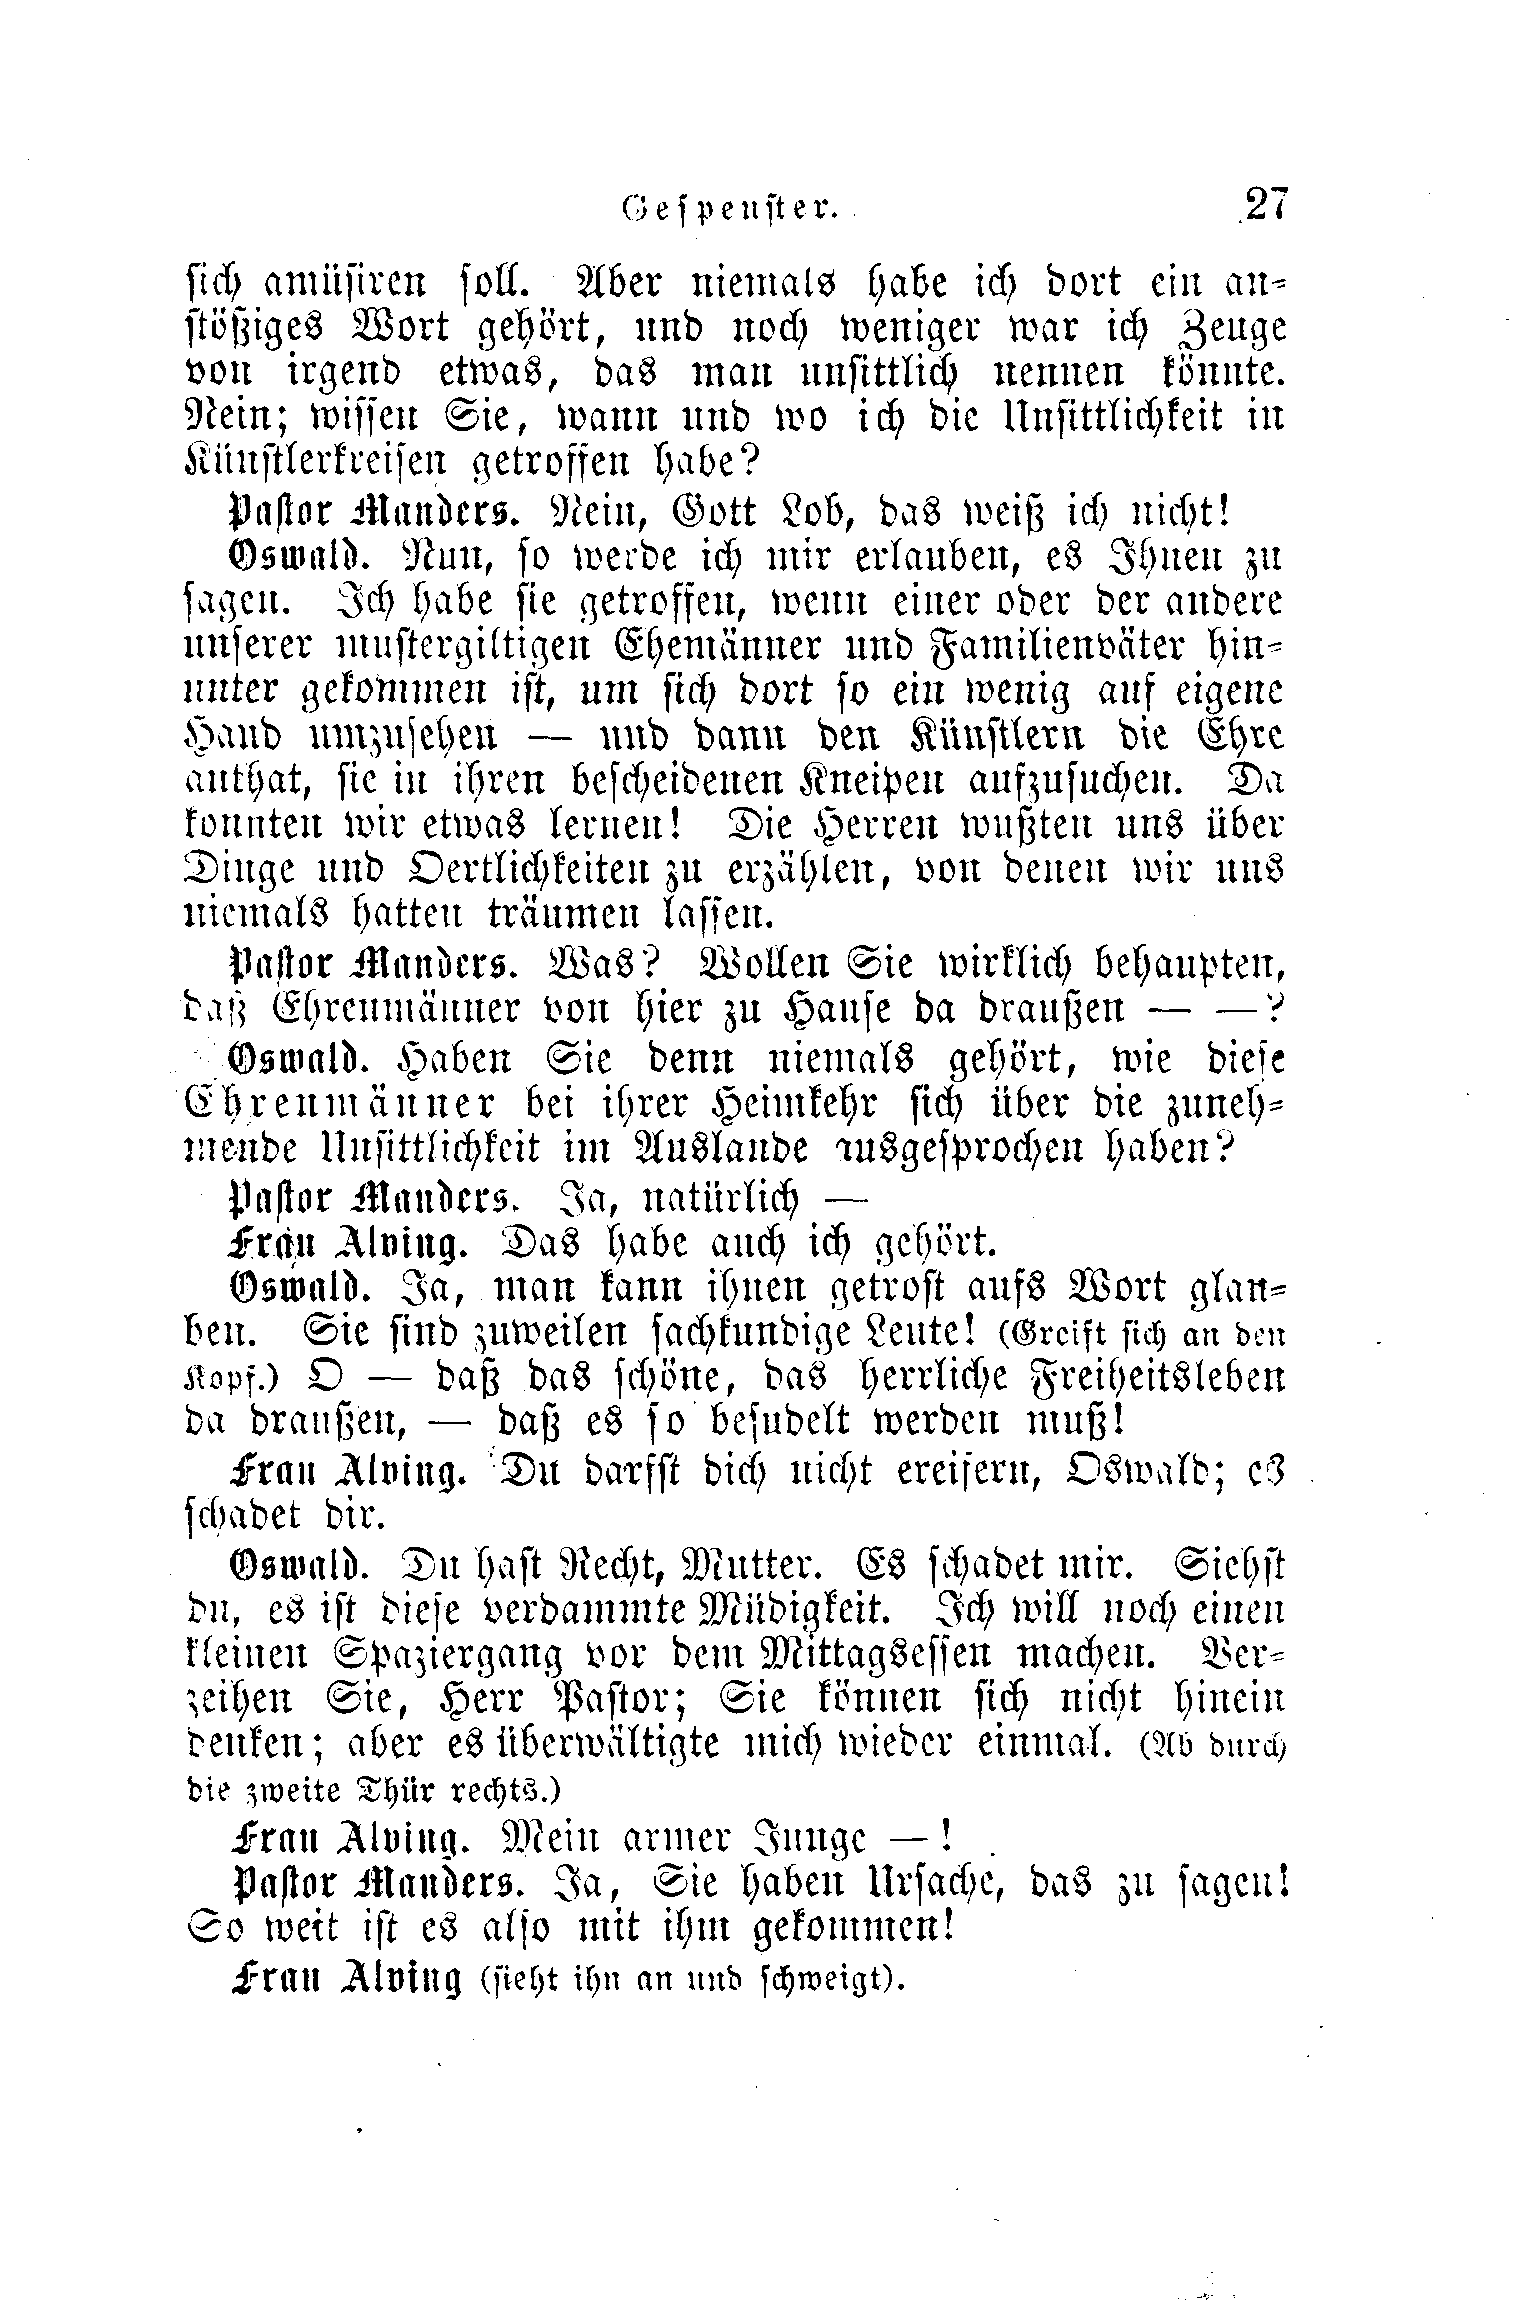 Gespenster. 27
sich amüsiren soll. Aber niemals habe ich dort ein an-
stößiges Wort gehört, und noch weniger war ich Zeuge
von irgend etwas, das man unsittlich nennen könnte.
Nein; wissen Sie, wann und wo ich die Unsittlichkeit in
Künstlerkreisen getroffen habe?
Pastor Manders. Nein, Gott Lob, das weiß ich nicht!
Oswald. Nun, so werde ich mir erlauben, es Ihnen zu
sagen. Ich habe sie getroffen, wenn einer oder der andere
unserer mustergiltigen Ehemänner und Familienväter hin-
unter gekommen ist, um sich dort so ein wenig auf eigene
Hand umzusehen — und dann den Künstlern die Ehre
anthat, sie in ihren bescheidenen Kneipen aufzusuchen. Da
konnten wir etwas lernen! Die Herren wußten uns über
Dinge und Oertlichkeiten zu erzählen, von denen wir uns
niemals hatten träumen lassen.
Pastor Manders. Was? Wollen Sie wirklich behaupten,
daß Ehrenmänner von hier zu Hause da draußen — —?
Oswald. Haben Sie denn niemals gehört, wie diese
Ehrenmänner bei ihrer Heimkehr sich über die zuneh-
mende Unsittlichkeit im Auslande ausgesprochen haben?
Pastor Manders. Ja, natürlich —
Frau Alving. Das habe auch ich gehört.
Oswald. Ja, man kann ihnen getrost aufs Wort glau-
ben. Sie sind zuweilen sachkundige Leute! (Greift sich an den
Kopf.) O — daß das schöne, das herrliche Freiheitsleben
da draußen, — daß es so besudelt werden muß!
Frau Alving. Du darfst dich nicht ereifern, Oswald; es
schadet dir.
Oswald. Du hast Recht, Mutter. Es schadet mir. Siehst
du, es ist diese verdammte Müdigkeit. Ich will noch einen
kleinen Spaziergang vor dem Mittagsessen machen. Ver-
zeihen Sie, Herr Pastor; Sie können sich nicht hinein
denken; aber es überwältigte mich wieder einmal. (Ab durch
die zweite Thür rechts.)
Frau Alving. Mein armer Junge —!
Pastor Manders. Ja, Sie haben Ursache, das zu sagen!
So weit ist es also mit ihm gekommen!
Frau Alving (sieht ihn an und schweigt).